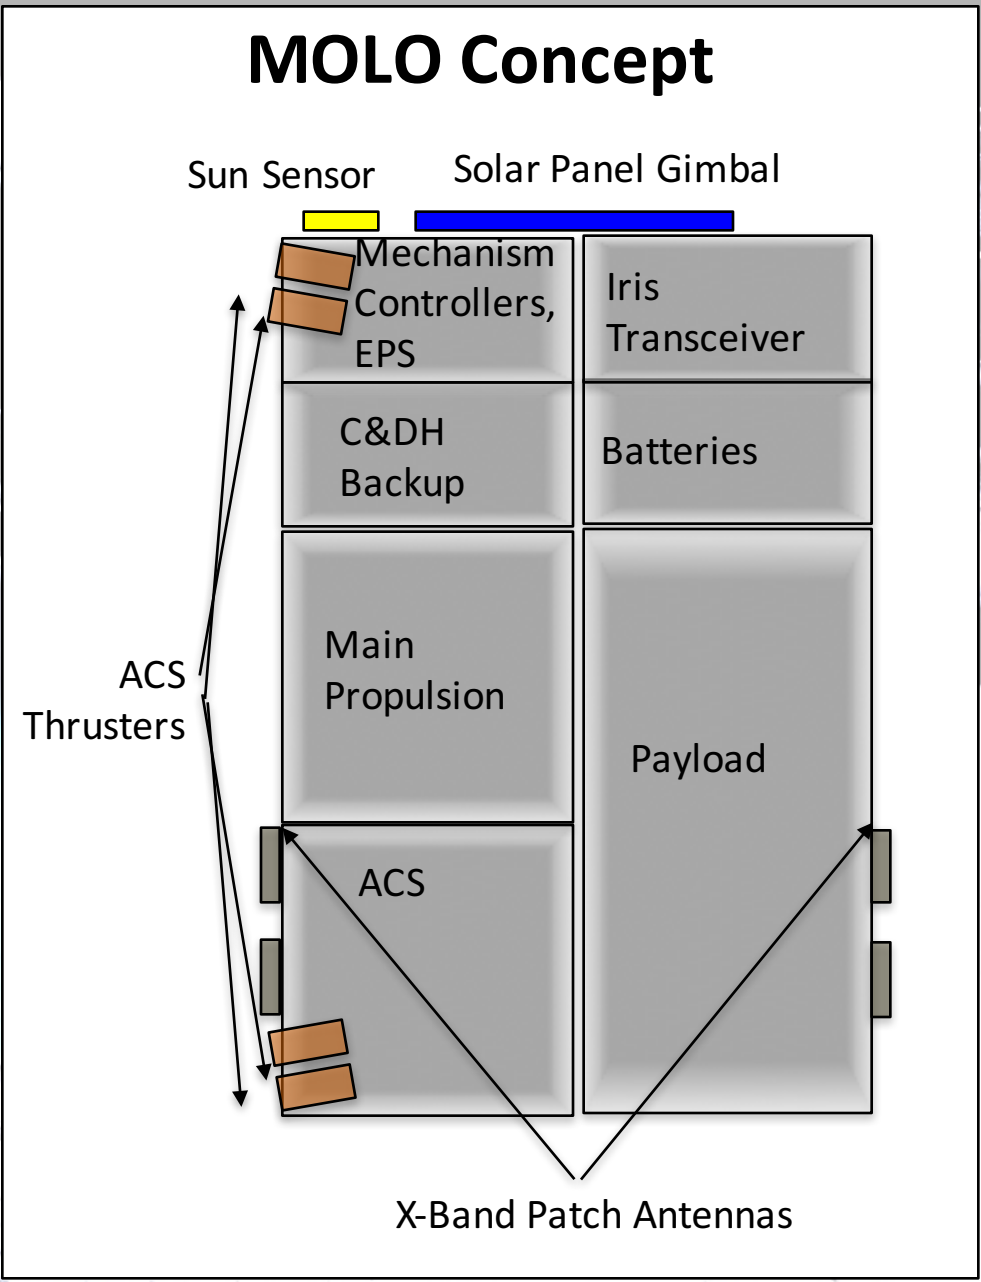 MOLO Concept
Sun Sensor
Solar Panel Gimbal
Mechanism
Controllers,
EPS
Iris
Transceiver
C&DH
Backup
Batteries
Main
Propulsion
ACS
Thrusters
Payload
ACS
X-Band Patch Antennas